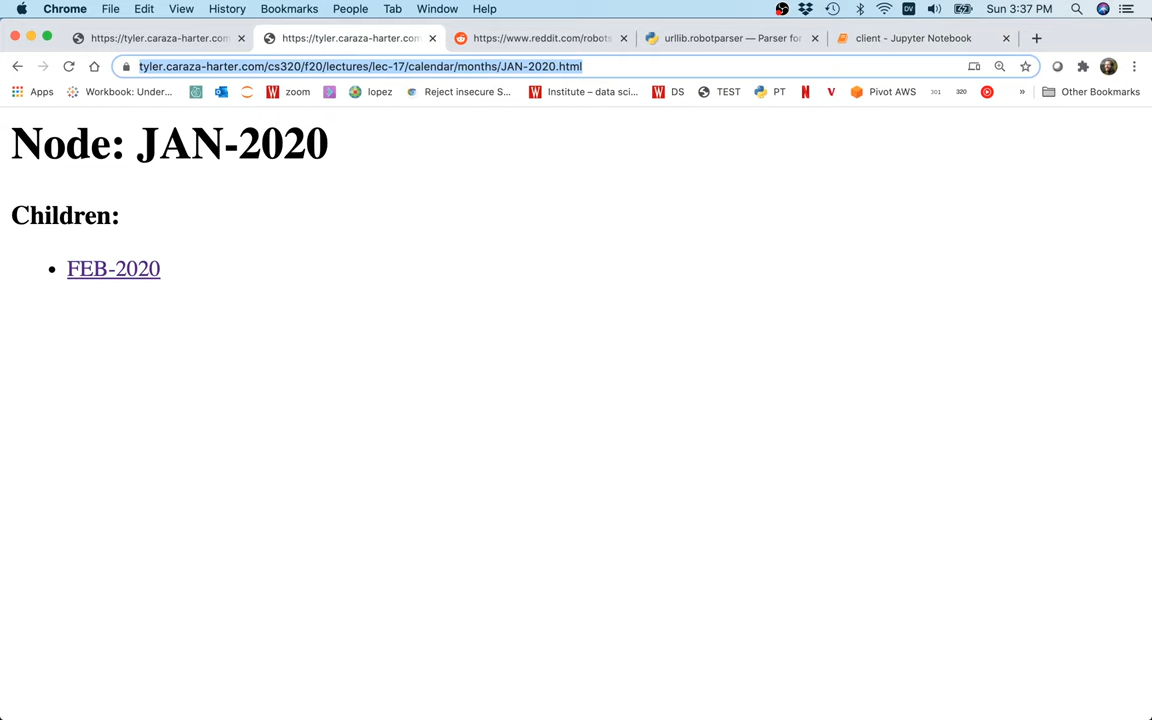 Chrome File Edit View History Bookmarks People Tab Window Help DV Sun 3:37 PM
https://tyler.caraza-harter.com https://tyler.caraza-harter.com https://www.reddit.com/robots urllib.robotparser — Parser for client - Jupyter Notebook
tyler.caraza-harter.com/cs320/f20/lectures/lec-17/calendar/months/JAN-2020.html
Apps Workbook: Under... W zoom lopez Reject insecure S... W Institute – data sci... W DS TEST PT N V Pivot AWS 301 320 » Other Bookmarks
Node: JAN-2020
Children:
• FEB-2020